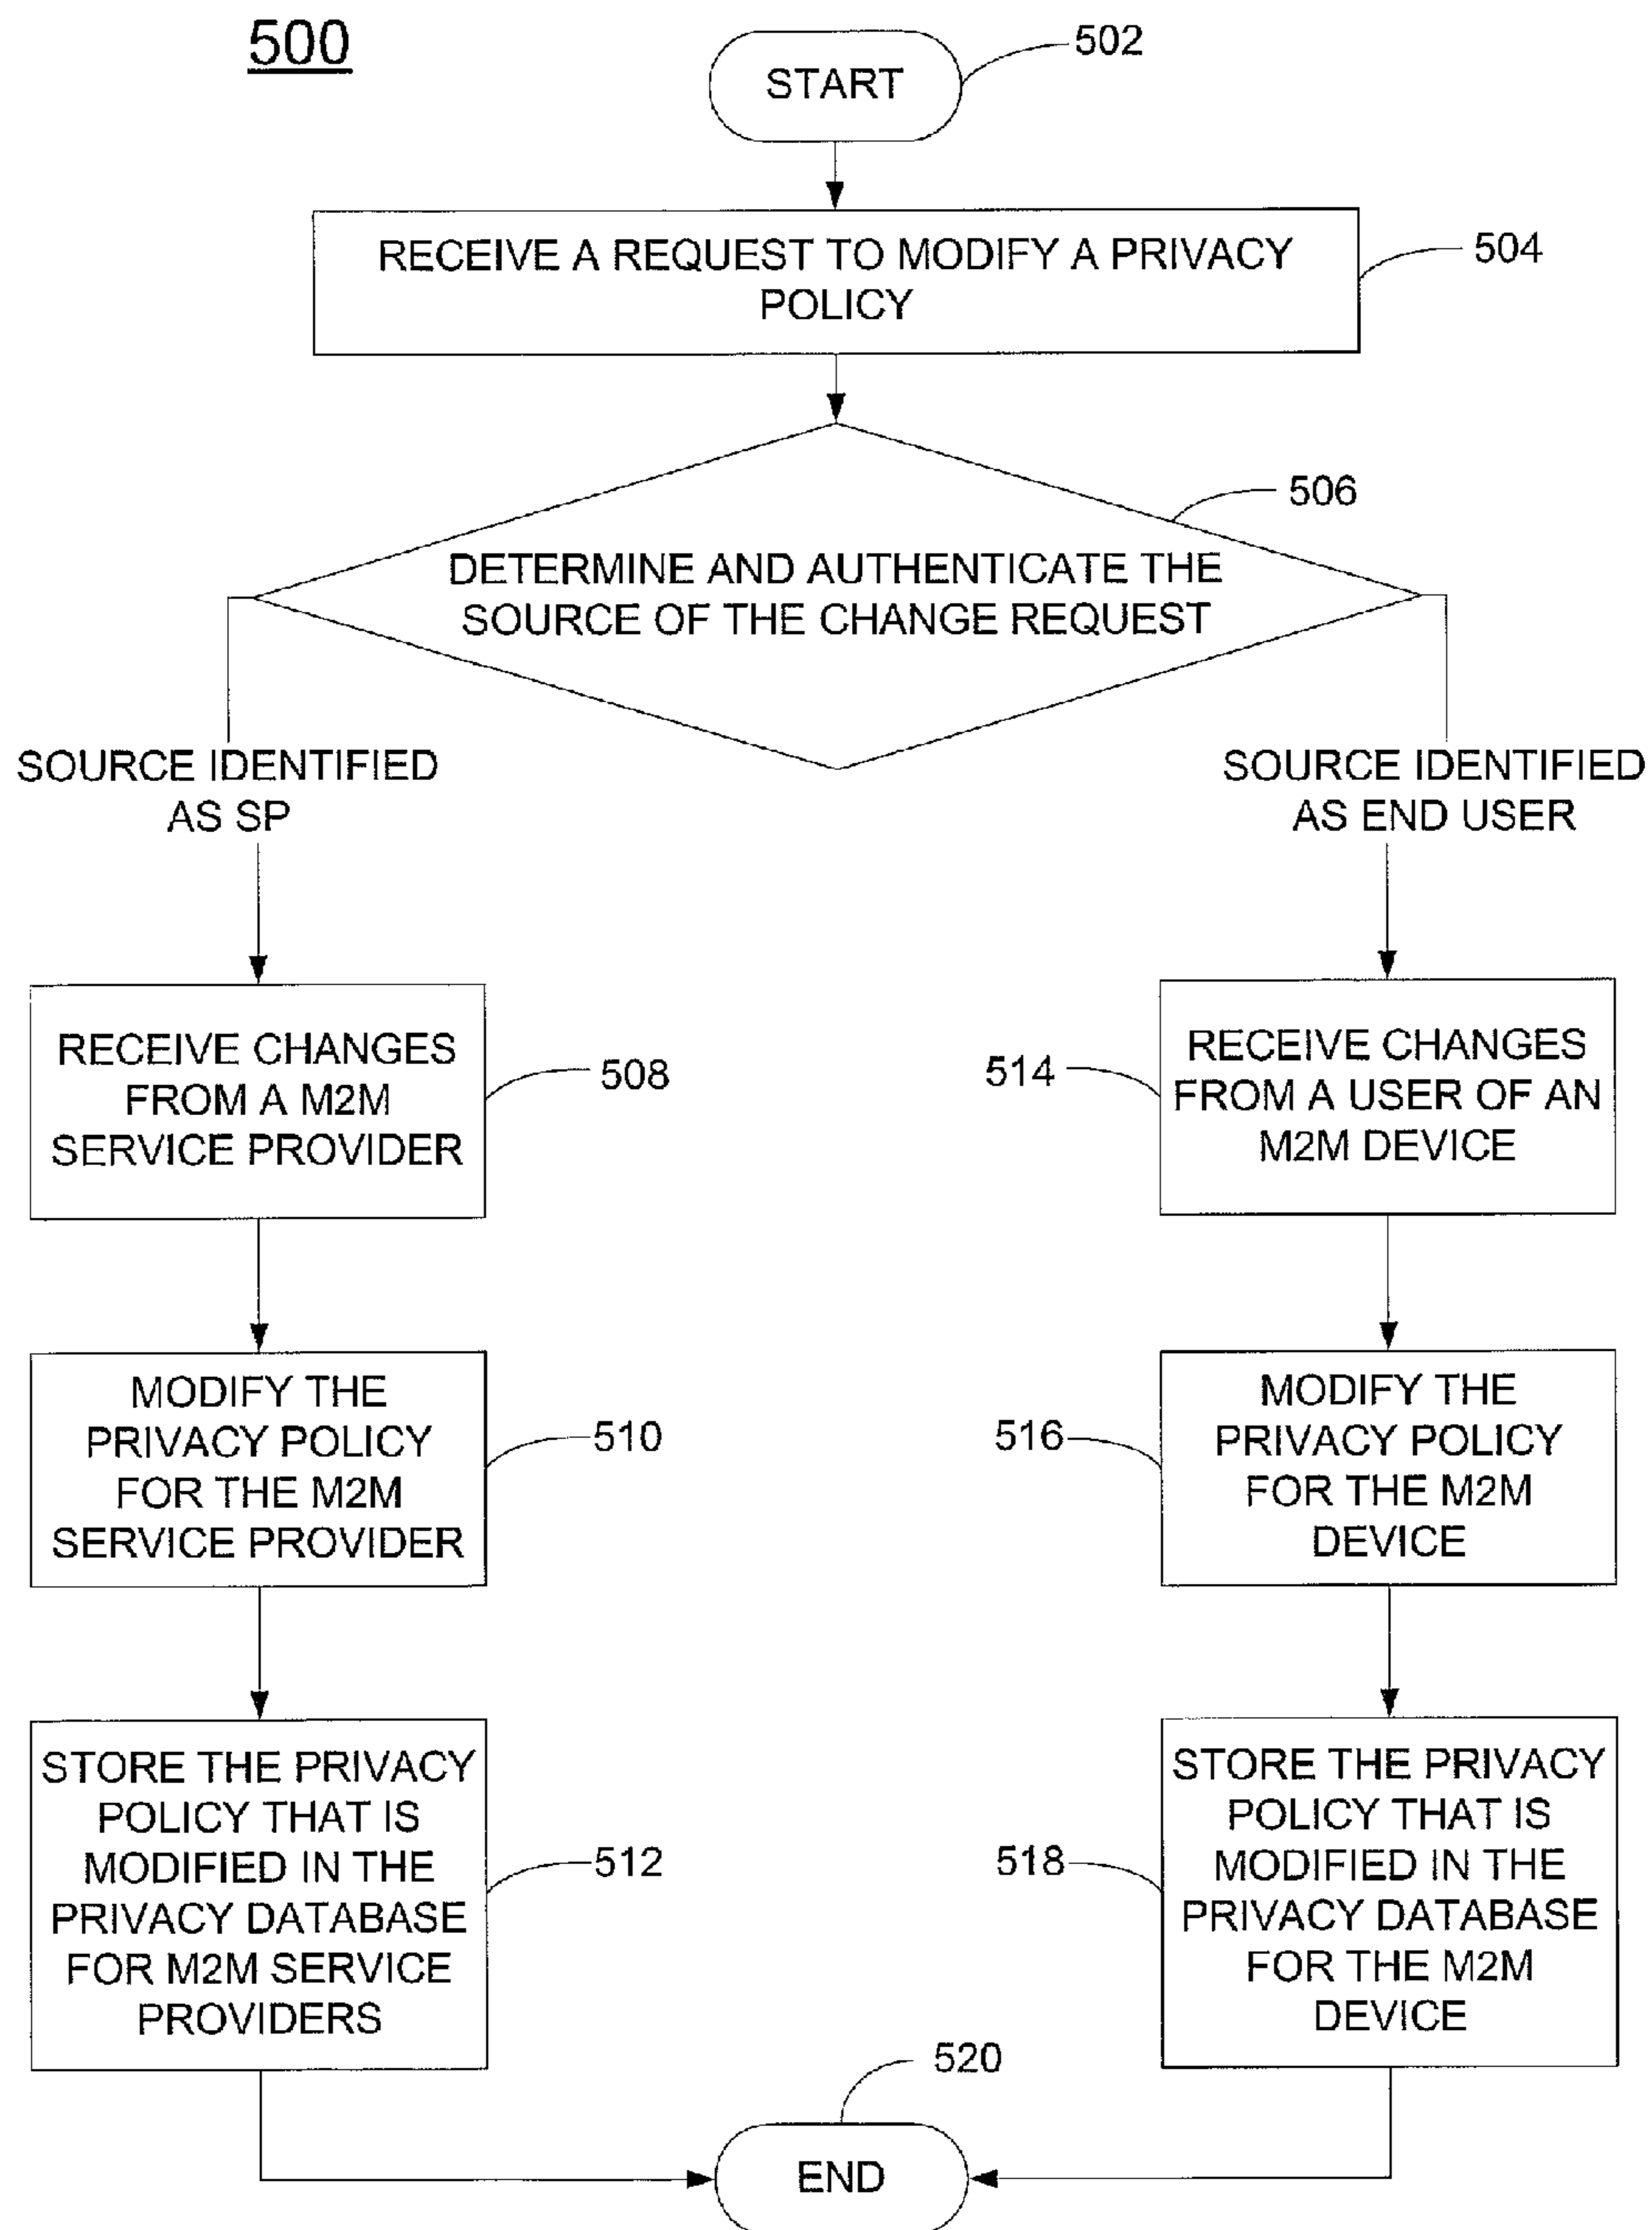 500
START
502
RECEIVE A REQUEST TO MODIFY A PRIVACY
POLICY
504
506
DETERMINE AND AUTHENTICATE THE
SOURCE OF THE CHANGE REQUEST
SOURCE IDENTIFIED
AS SP
SOURCE IDENTIFIED
AS END USER
RECEIVE CHANGES
FROM A M2M
SERVICE PROVIDER
508
514
RECEIVE CHANGES
FROM A USER OF AN
M2M DEVICE
MODIFY THE
PRIVACY POLICY
FOR THE M2M
SERVICE PROVIDER
510
516
MODIFY THE
PRIVACY POLICY
FOR THE M2M
DEVICE
STORE THE PRIVACY
POLICY THAT IS
MODIFIED IN THE
PRIVACY DATABASE
FOR M2M SERVICE
PROVIDERS
512
518
STORE THE PRIVACY
POLICY THAT IS
MODIFIED IN THE
PRIVACY DATABASE
FOR THE M2M
DEVICE
520
END